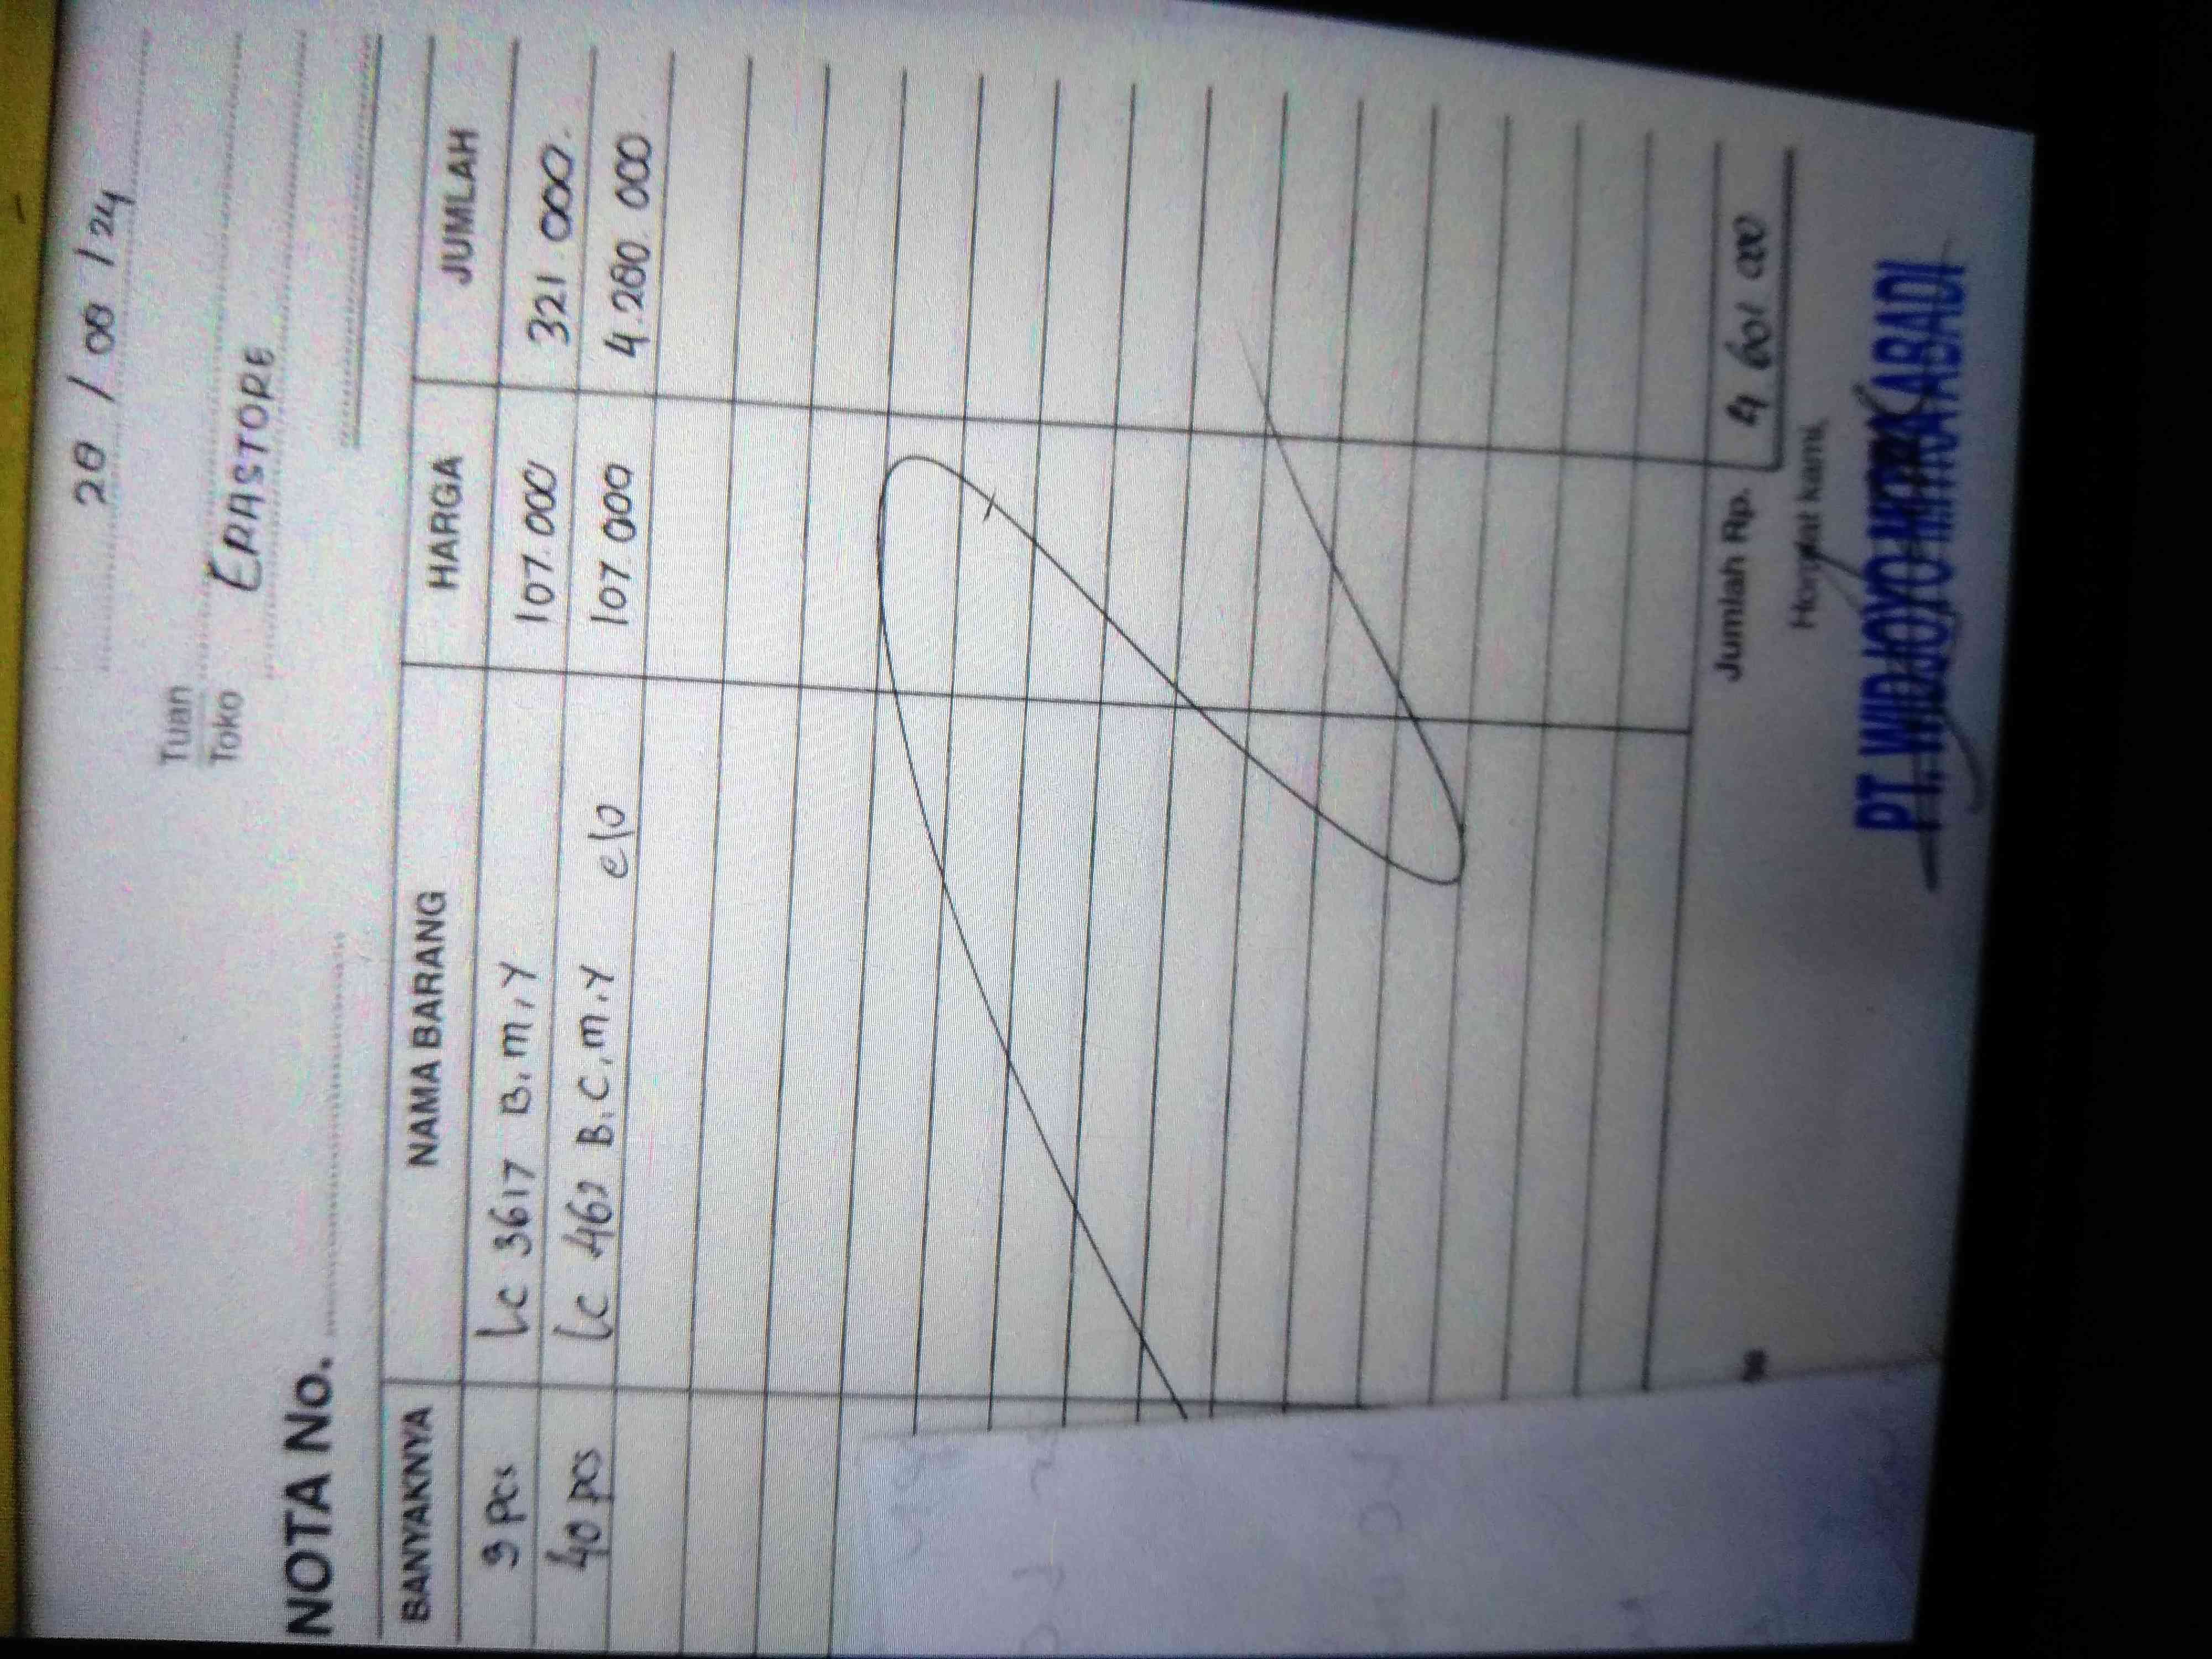 28 / 08 / 24
Tuan
Toko ERASTORE
NOTA No.
BANYAKNYA NAMA BARANG HARGA JUMLAH
3 pcs LC 3617 B, m, Y 107.000 321.000.
40 pcs LC 462 B, C, m, Y e/o 107.000 4.280.000
Jumlah Rp. 4.601.000
Hormat kami,
PT. WIDJOYO MITRA ABADI